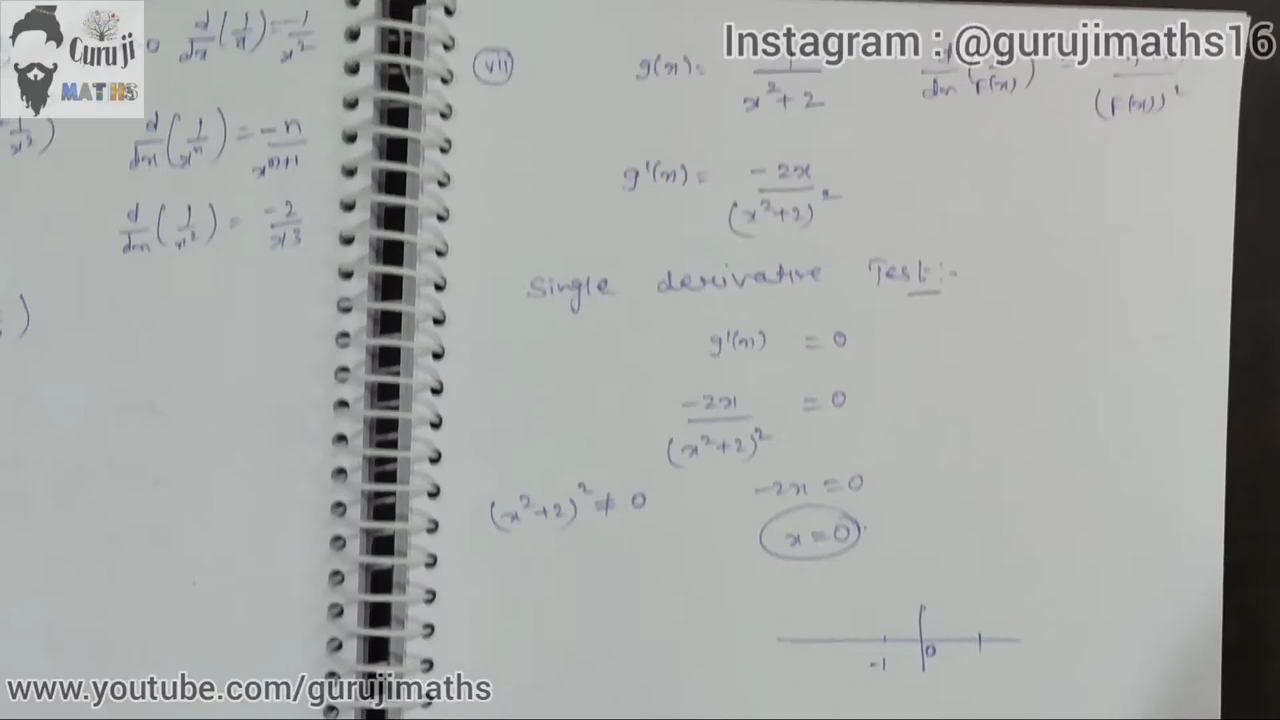 Guruji
MATHS
Instagram : @gurujimaths16
d/dx (1/x) = -1/x²
d/dx (1/xⁿ) = -n/xⁿ⁺¹
d/dx (1/x²) = -2/x³
(vii) g(x) = 1/(x² + 2)
g'(x) = -2x/(x²+2)²
Single derivative Test :-
g'(x) = 0
-2x/(x²+2)² = 0
(x²+2)² ≠ 0
-2x = 0
x = 0
-1 0
www.youtube.com/gurujimaths